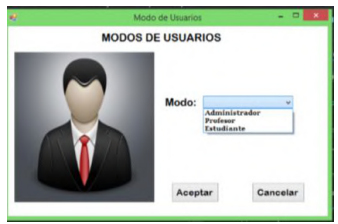 Modo de Usuarios
MODOS DE USUARIOS
Modo:
Administrador
Profesor
Estudiante
Aceptar
Cancelar